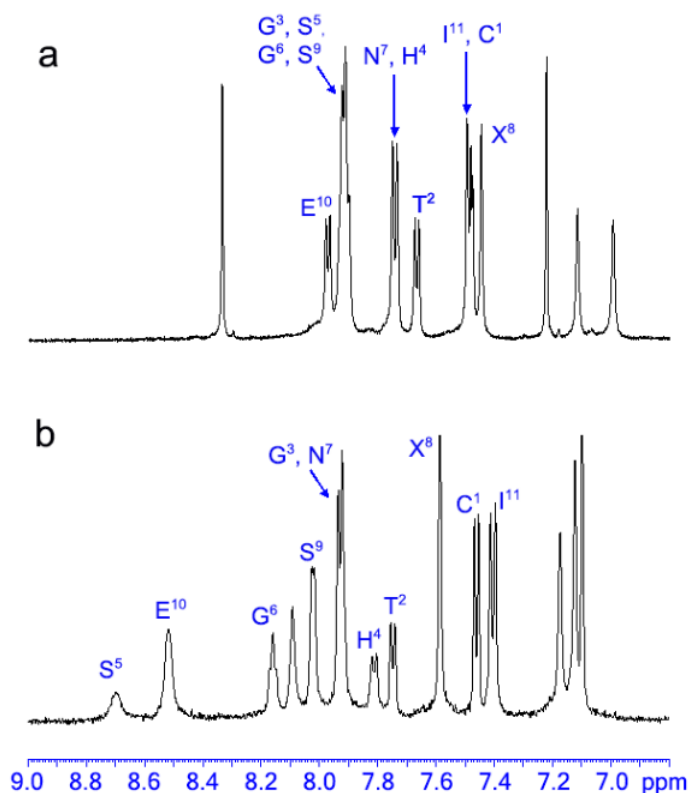 a
G³, S⁵,
G⁶, S⁹
N⁷, H⁴
I¹¹, C¹
X⁸
E¹⁰
T²
b
X⁸
G³, N⁷
C¹
I¹¹
S⁹
E¹⁰
G⁶
T²
H⁴
S⁵
9.0 8.8 8.6 8.4 8.2 8.0 7.8 7.6 7.4 7.2 7.0 ppm